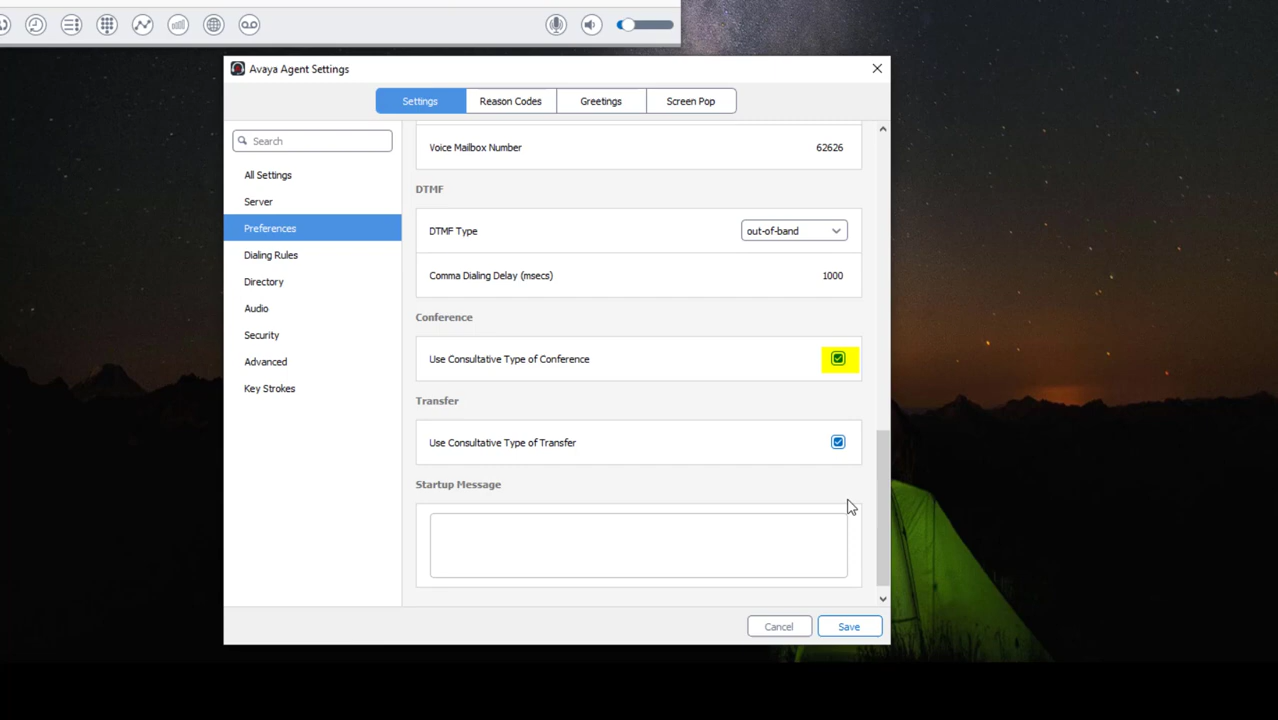 Avaya Agent Settings
Settings
Reason Codes
Greetings
Screen Pop
Search
All Settings
Server
Preferences
Dialing Rules
Directory
Audio
Security
Advanced
Key Strokes
Voice Mailbox Number 62626
DTMF
DTMF Type out-of-band
Comma Dialing Delay (msecs) 1000
Conference
Use Consultative Type of Conference
Transfer
Use Consultative Type of Transfer
Startup Message
Cancel
Save